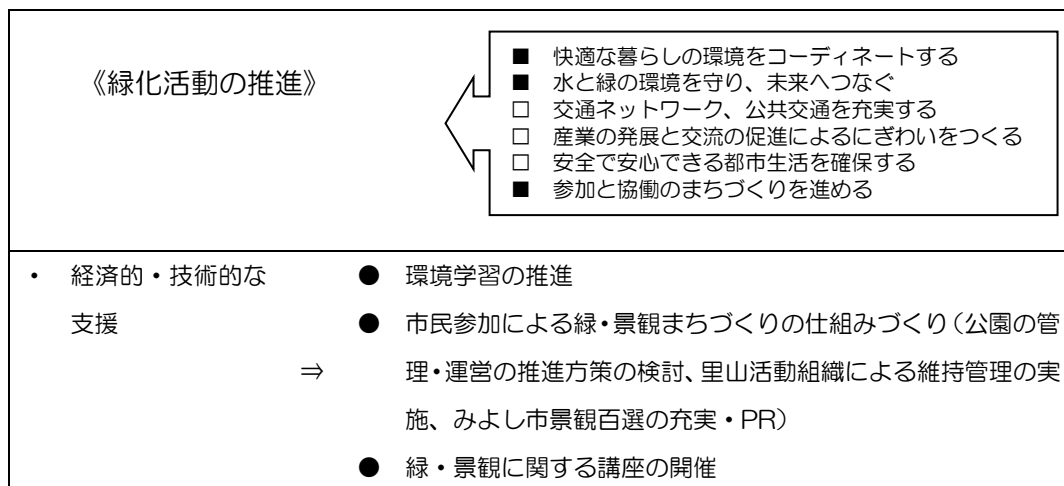 《緑化活動の推進》
■ 快適な暮らしの環境をコーディネートする
■ 水と緑の環境を守り、未来へつなぐ
□ 交通ネットワーク、公共交通を充実する
□ 産業の発展と交流の促進によるにぎわいをつくる
□ 安全で安心できる都市生活を確保する
■ 参加と協働のまちづくりを進める
・ 経済的・技術的な
支援
⇒
● 環境学習の推進
● 市民参加による緑・景観まちづくりの仕組みづくり（公園の管
理・運営の推進方策の検討、里山活動組織による維持管理の実
施、みよし市景観百選の充実・PR）
● 緑・景観に関する講座の開催